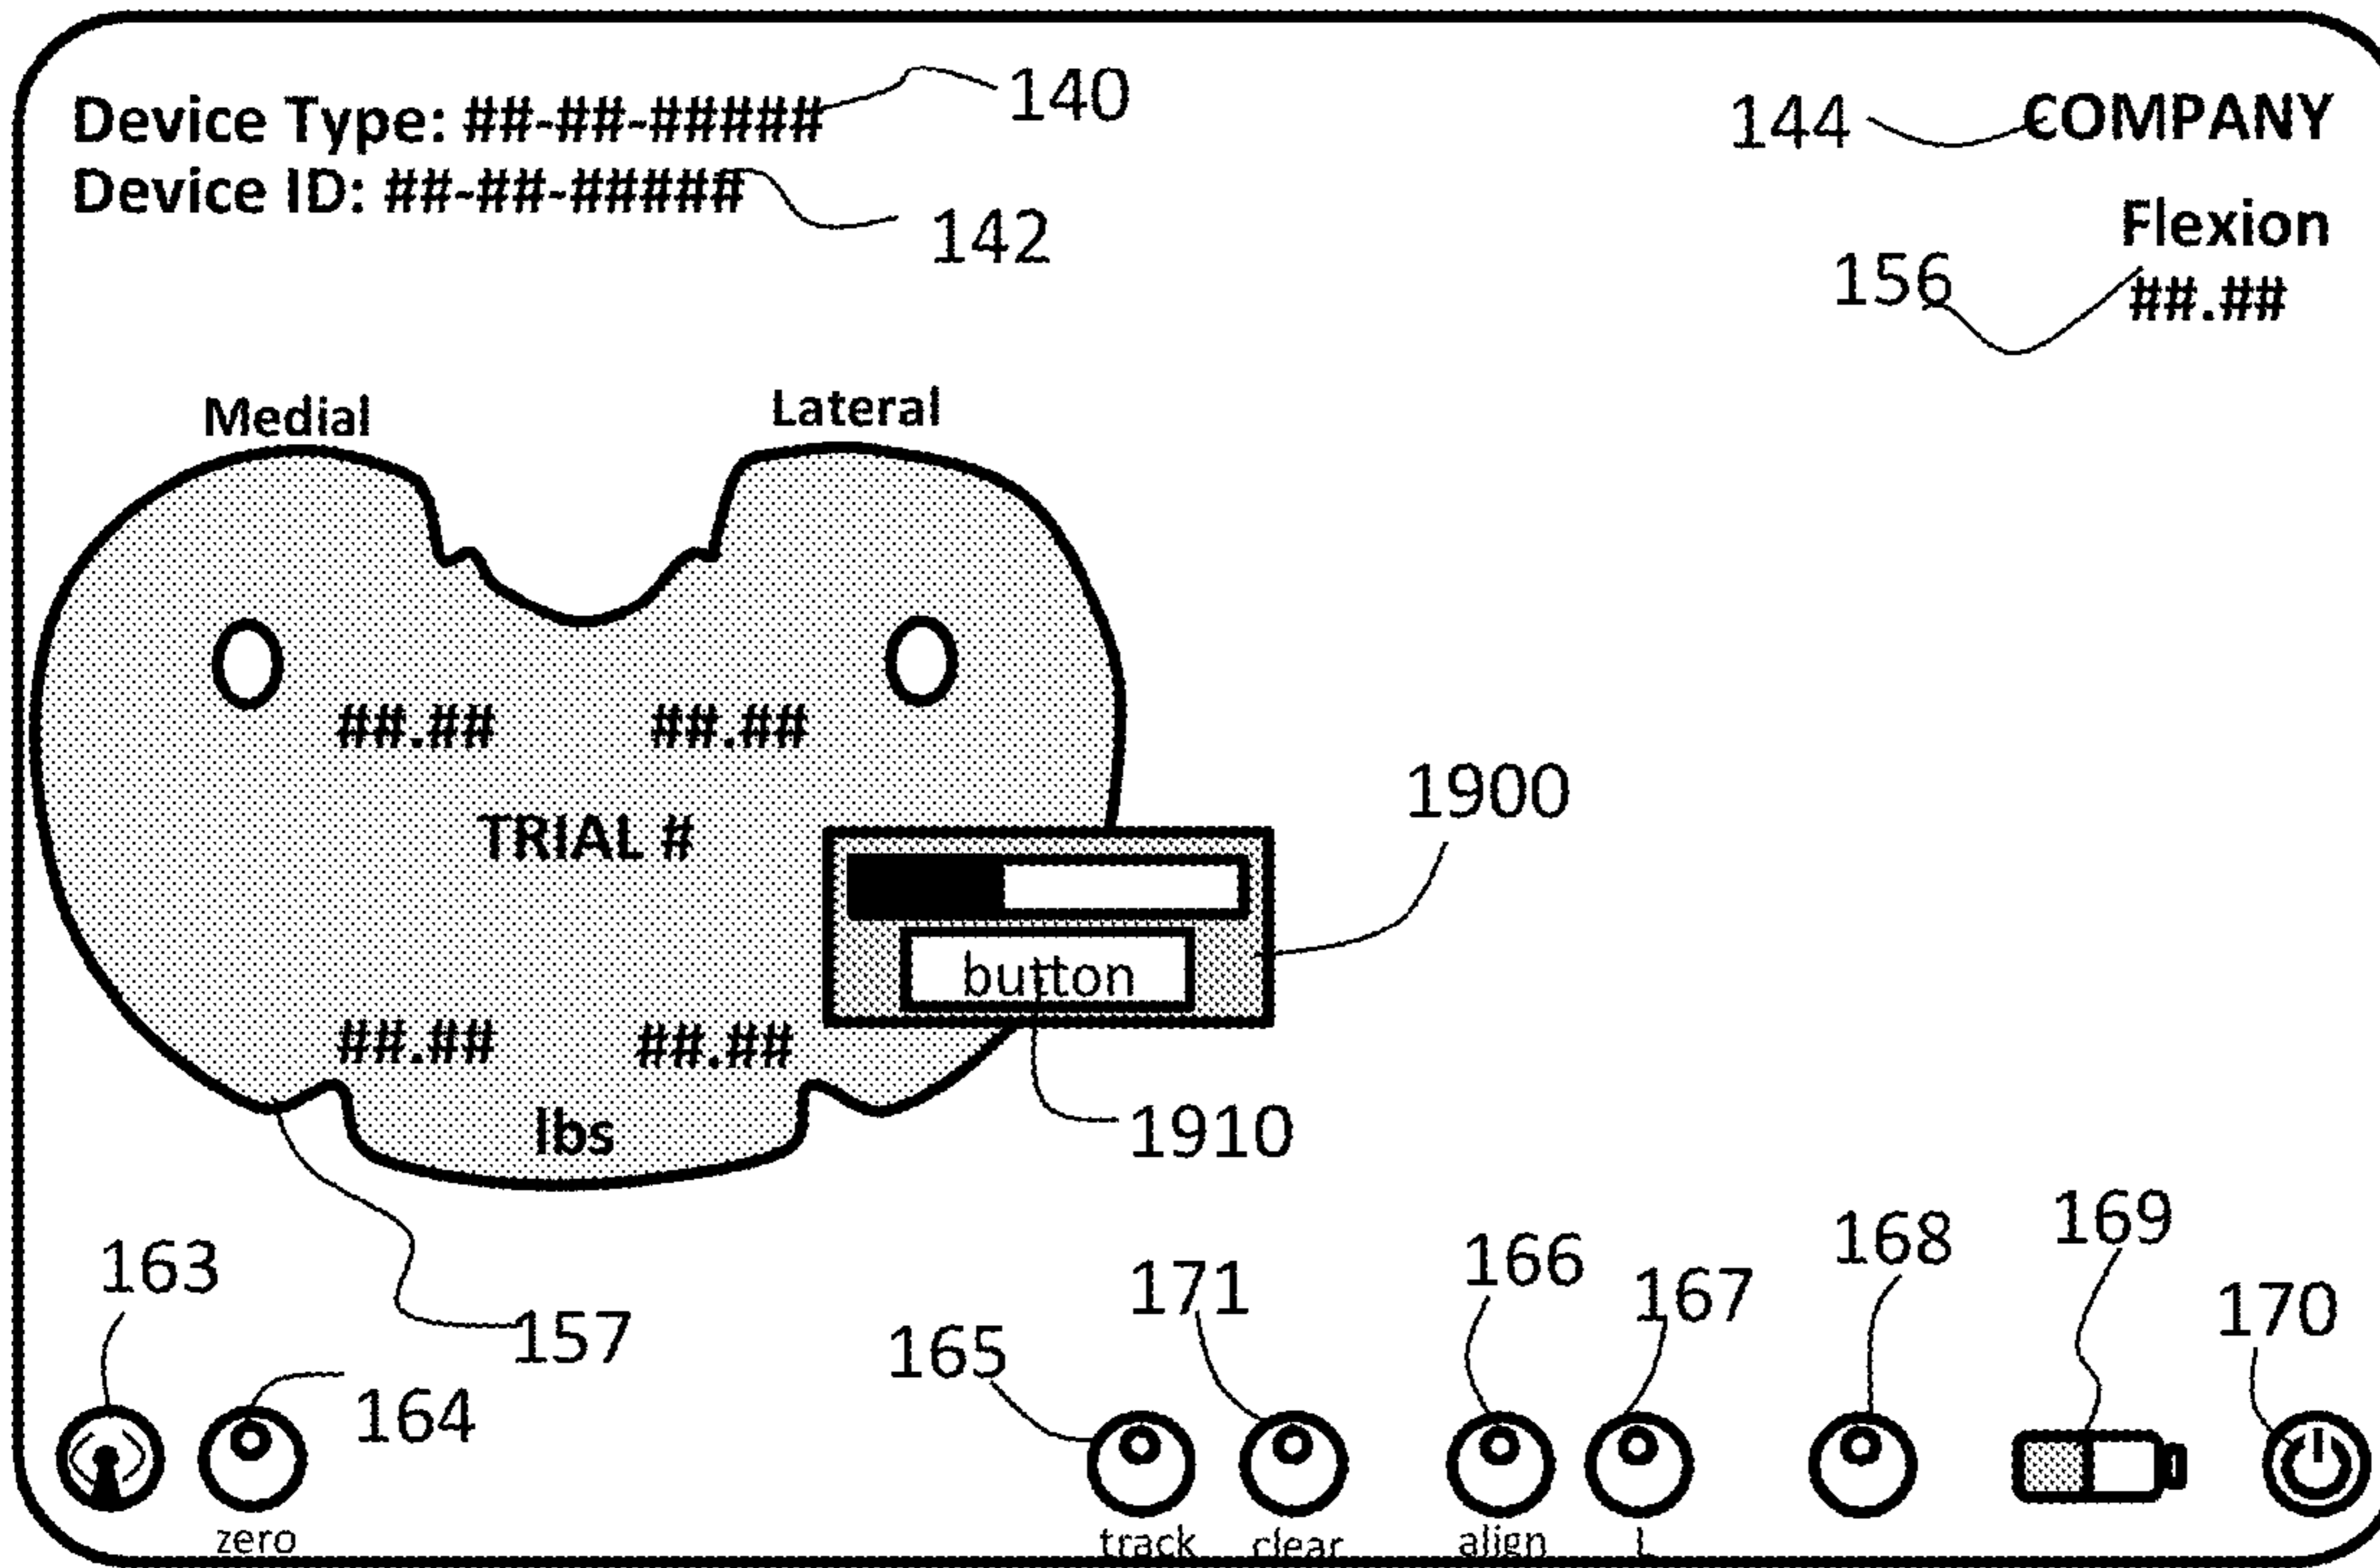 Device Type: ##-##-##### 140
144 COMPANY
Device ID: ##-##-#####
142
Flexion
156
##.##
Medial Lateral
##.## ##.##
1900
TRIAL #
button
##.## ##.##
1910
lbs
163 171 166 167 168 169 170
157
165
164
zero track clear align L